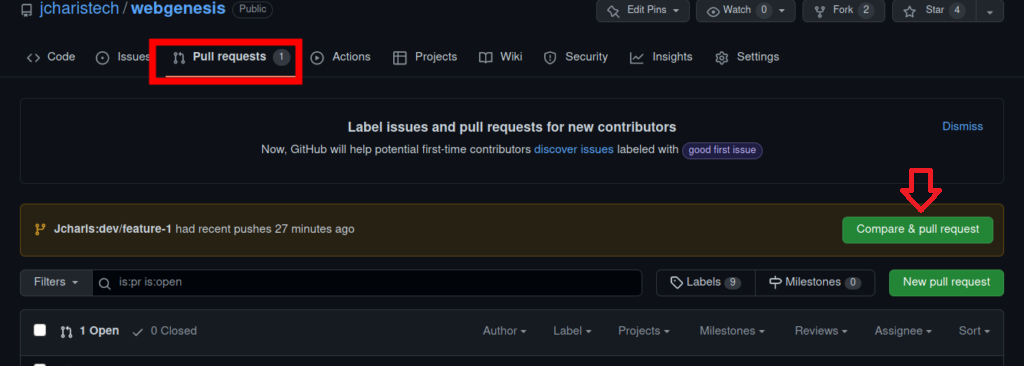 jcharistech / webgenesis Public Edit Pins Watch 0 Fork 2 Star 4
Code Issues Pull requests 1 Actions Projects Wiki Security Insights Settings
Label issues and pull requests for new contributors Dismiss
Now, GitHub will help potential first-time contributors discover issues labeled with good first issue
Jcharis:dev/feature-1 had recent pushes 27 minutes ago Compare & pull request
Filters is:pr is:open Labels 9 Milestones 0 New pull request
1 Open 0 Closed Author Label Projects Milestones Reviews Assignee Sort